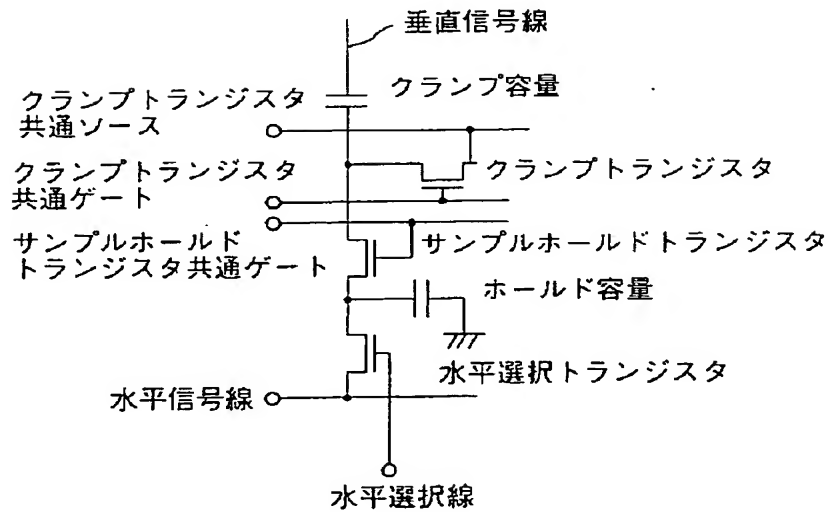 垂直信号線
クランプ容量
クランプトランジスタ
共通ソース
クランプトランジスタ
共通ゲート
クランプトランジスタ
サンプルホールド
トランジスタ共通ゲート
サンプルホールドトランジスタ
ホールド容量
水平選択トランジスタ
水平信号線
水平選択線